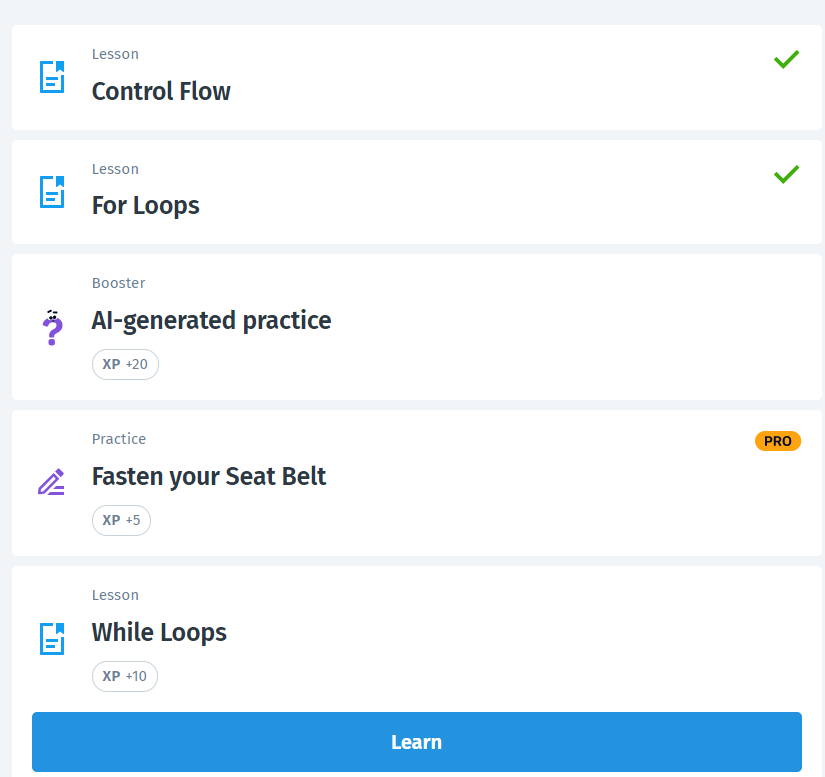 Lesson
Control Flow
Lesson
For Loops
Booster
AI-generated practice
XP +20
Practice
PRO
Fasten your Seat Belt
XP +5
Lesson
While Loops
XP +10
Learn